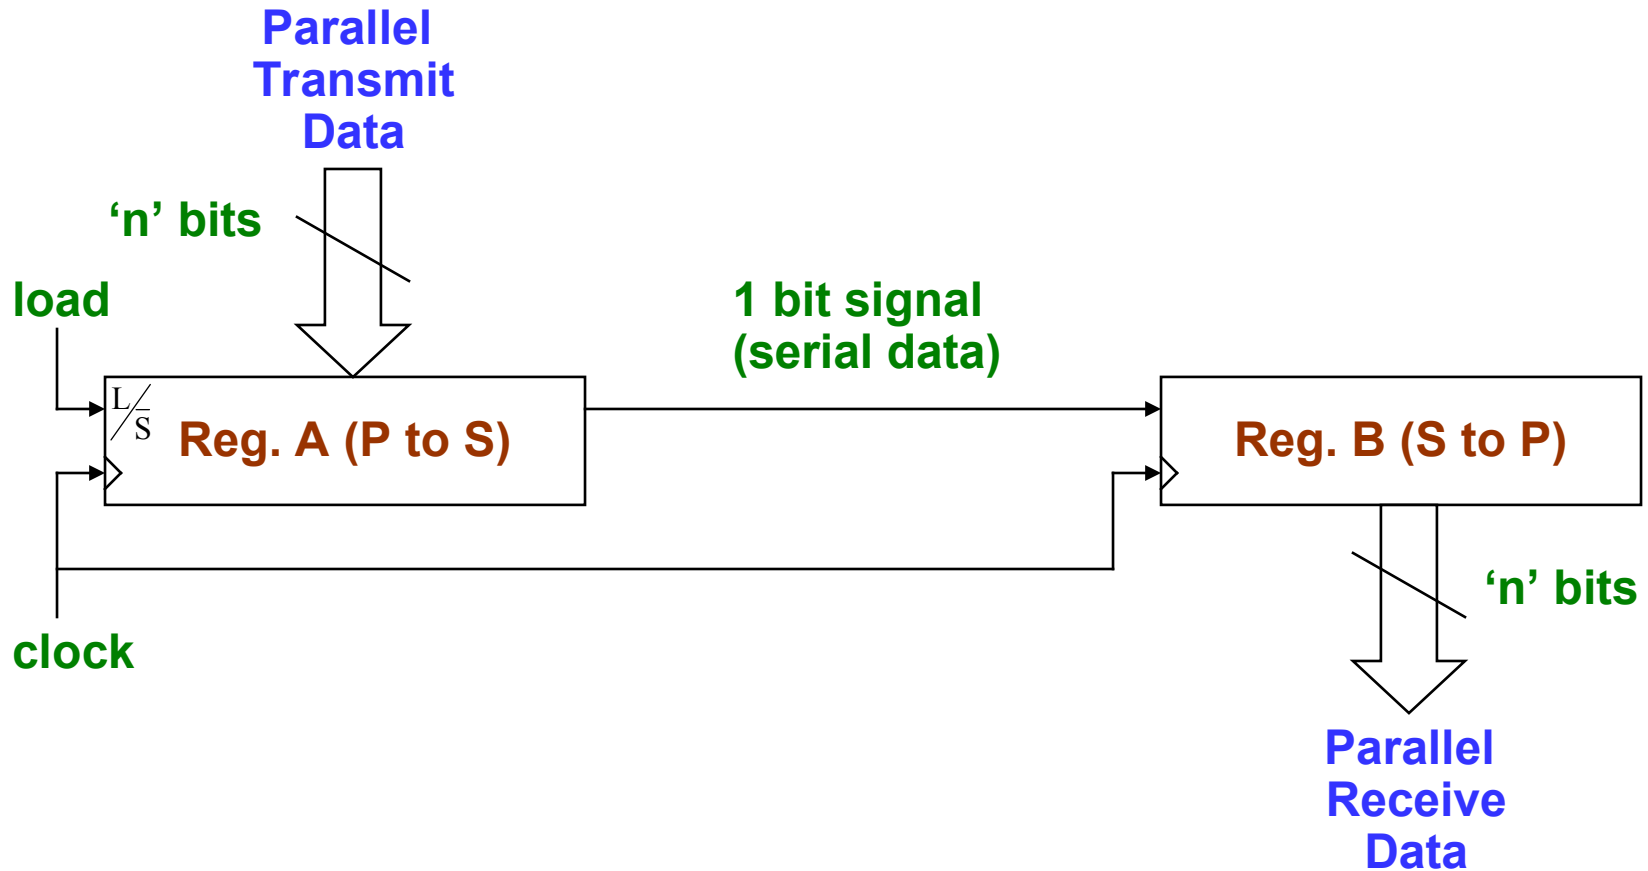 Parallel
Transmit
Data
‘n’ bits
load
1 bit signal
(serial data)
L/S̅
Reg. A (P to S)
Reg. B (S to P)
‘n’ bits
clock
Parallel
Receive
Data